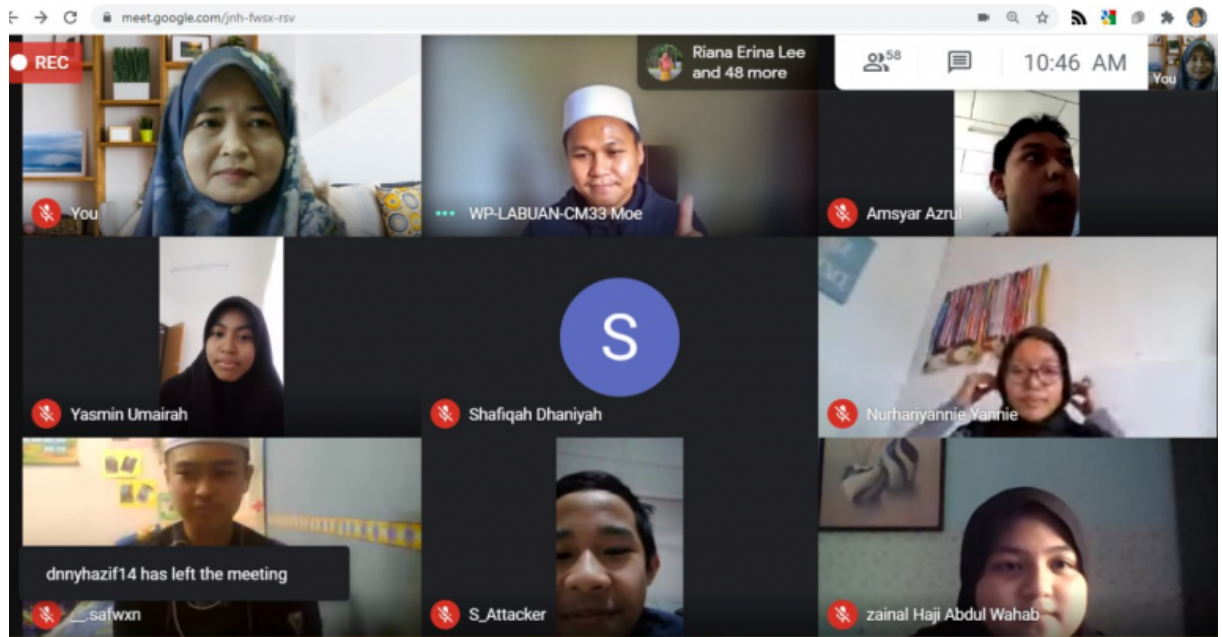 meet.google.com/jnh-fwsx-rsv
REC
Riana Erina Lee
and 48 more
58
10:46 AM
You
You
WP-LABUAN-CM33 Moe
Amsyar Azrul
Yasmin Umairah
S
Shafiqah Dhaniyah
Nurhariyannie Yannie
dnnyhazif14 has left the meeting
__.safwxn
S_Attacker
zainal Haji Abdul Wahab